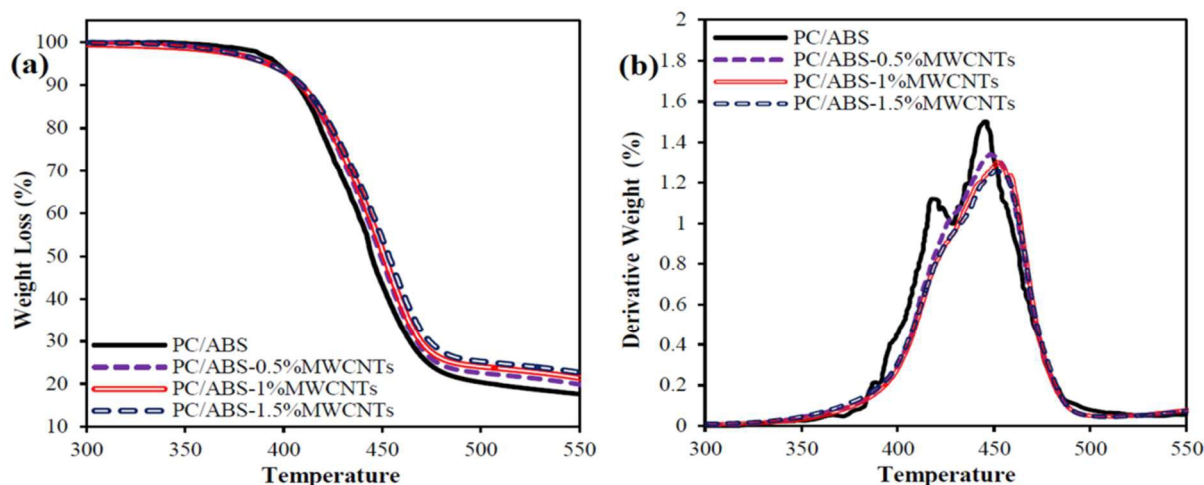 (a)
Weight Loss (%)
100
90
80
70
60
50
40
30
20
10
PC/ABS
PC/ABS-0.5%MWCNTs
PC/ABS-1%MWCNTs
PC/ABS-1.5%MWCNTs
300 350 400 450 500 550
Temperature
(b)
Derivative Weight (%)
2
1.8
1.6
1.4
1.2
1
0.8
0.6
0.4
0.2
0
PC/ABS
PC/ABS-0.5%MWCNTs
PC/ABS-1%MWCNTs
PC/ABS-1.5%MWCNTs
300 350 400 450 500 550
Temperature